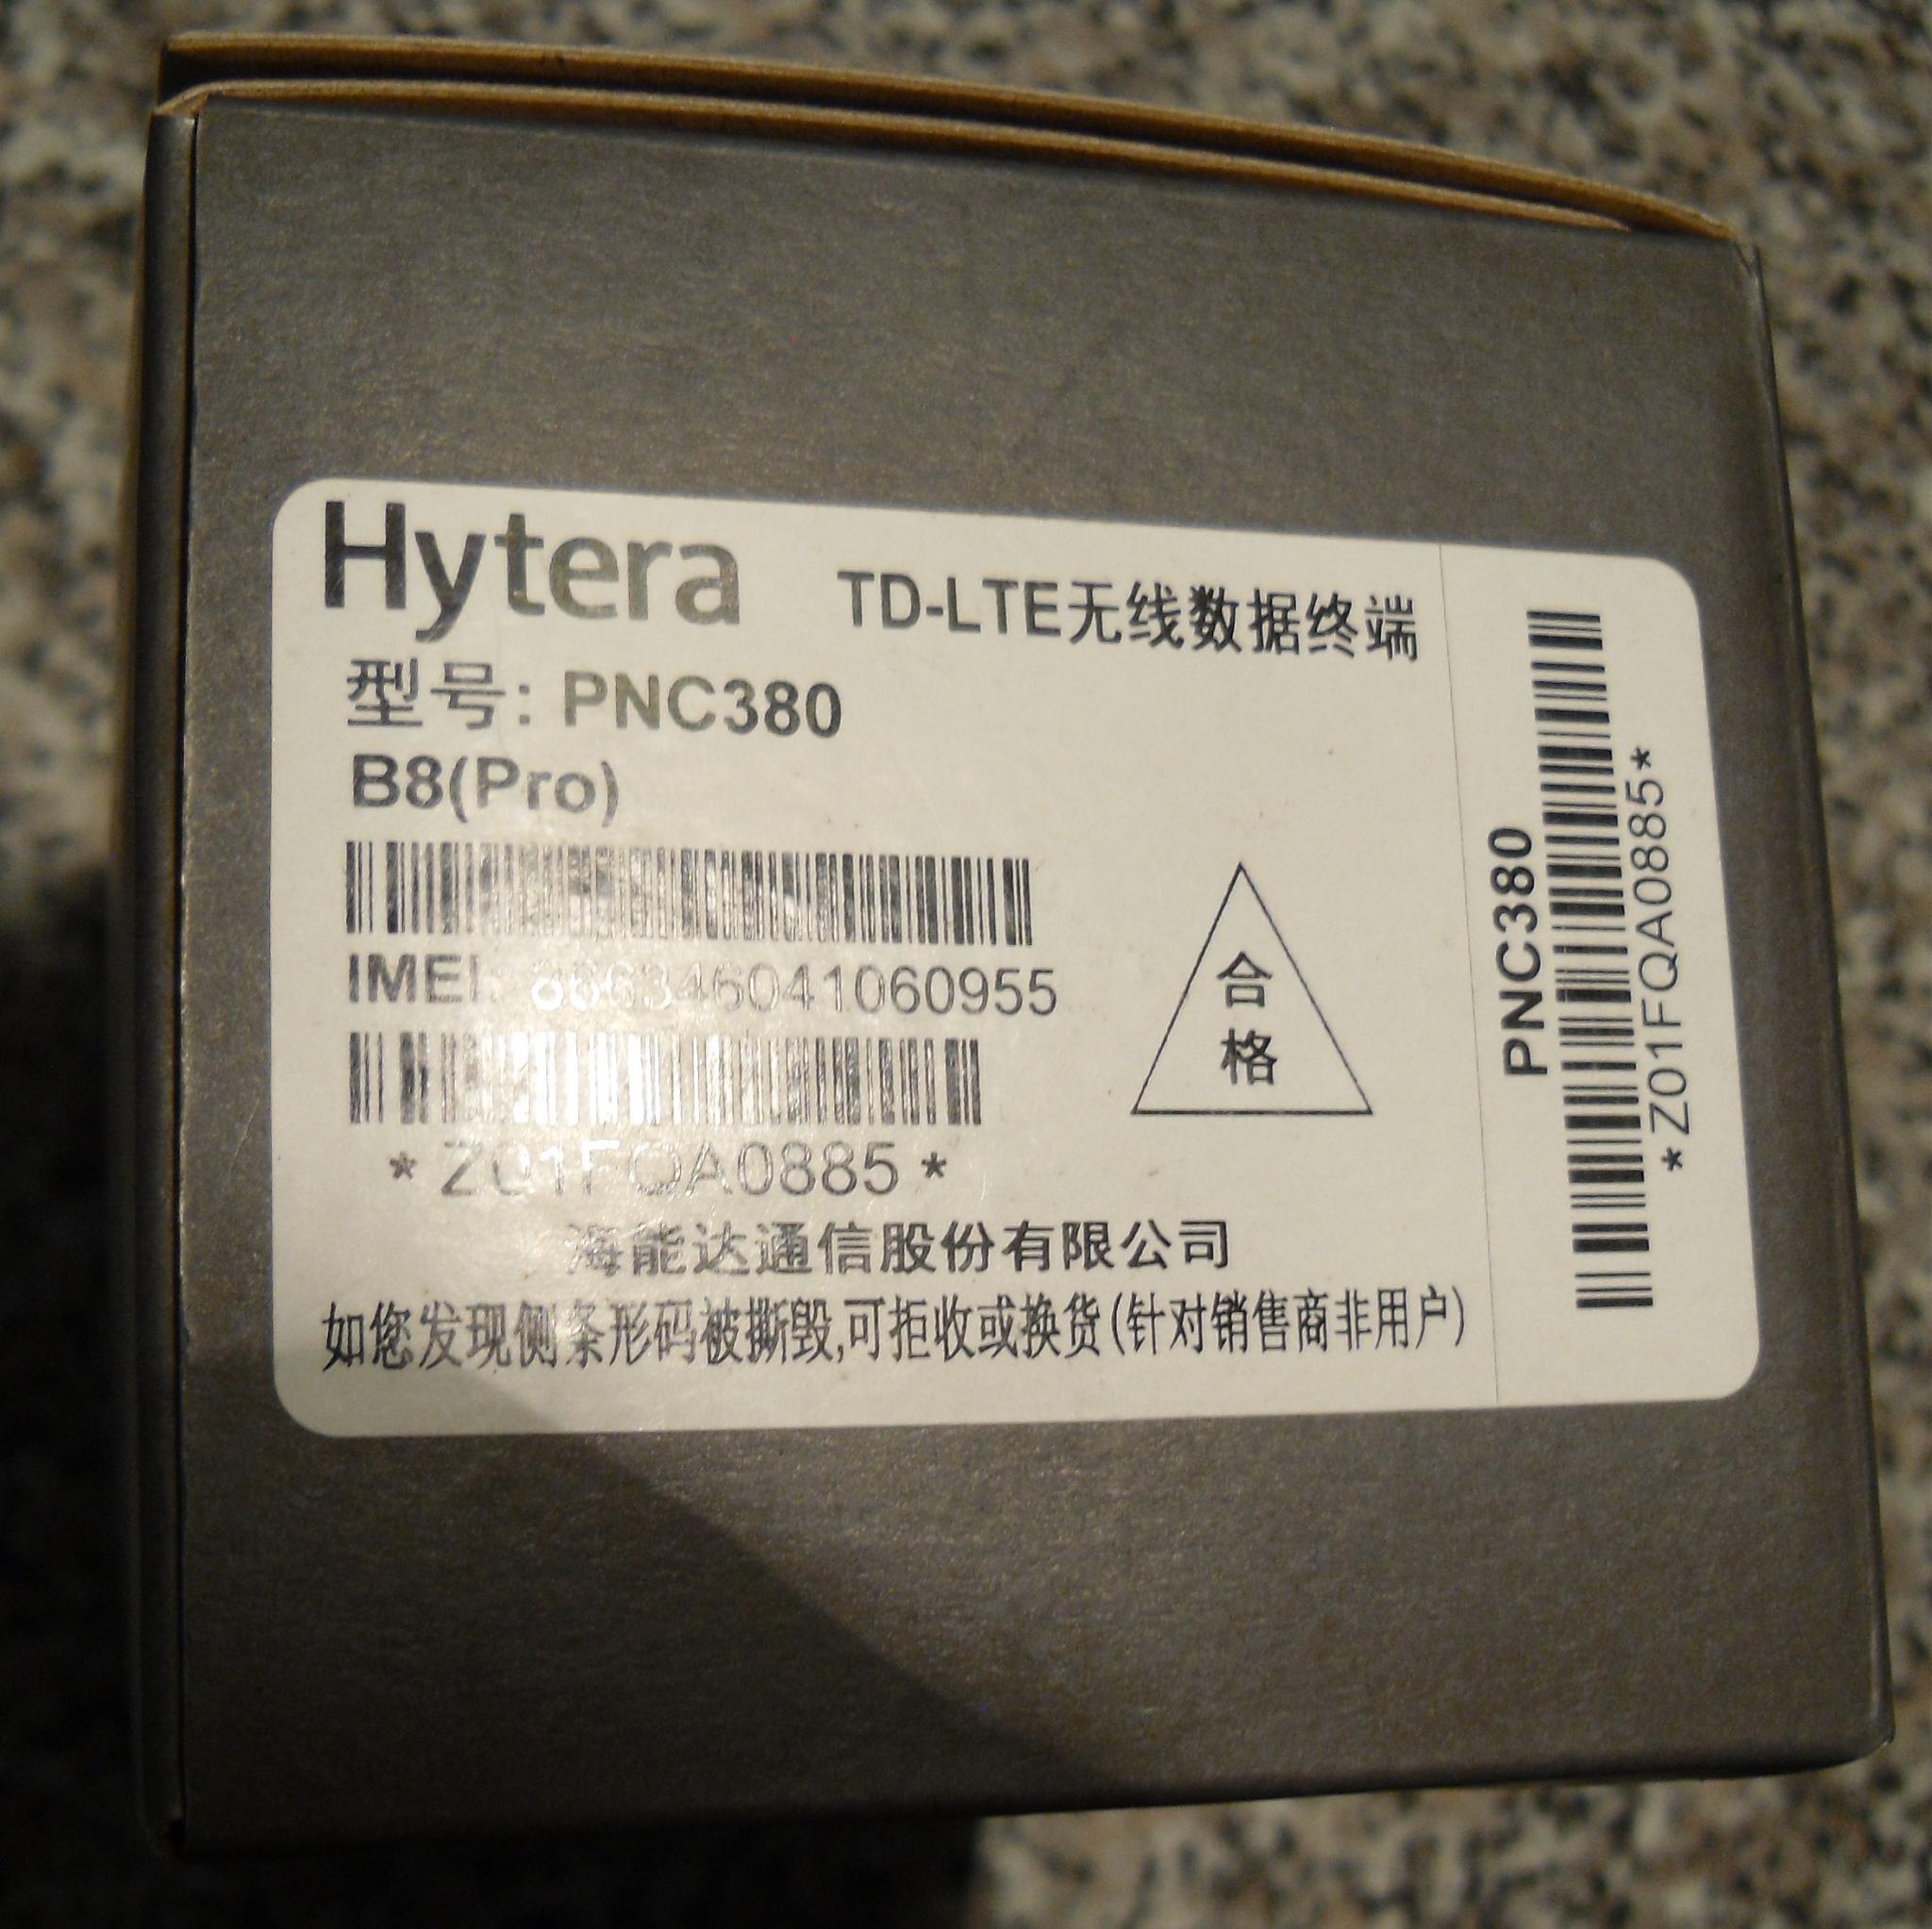 Hytera
TD-LTE无线数据终端
型号: PNC380
B8(Pro)
IMEI: 866346041060955
*Z01FQA0885*
合
格
海能达通信股份有限公司
如您发现侧条形码被撕毁,可拒收或换货(针对销售商非用户)
PNC380
*Z01FQA0885*